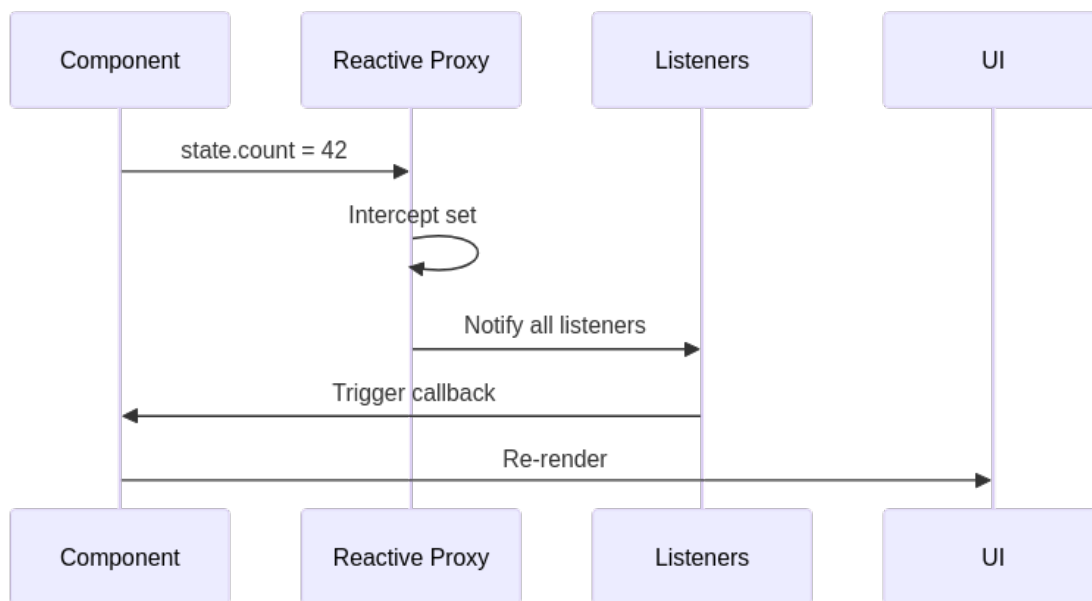 Component
Reactive Proxy
Listeners
UI
state.count = 42
Intercept set
Notify all listeners
Trigger callback
Re-render
Component
Reactive Proxy
Listeners
UI